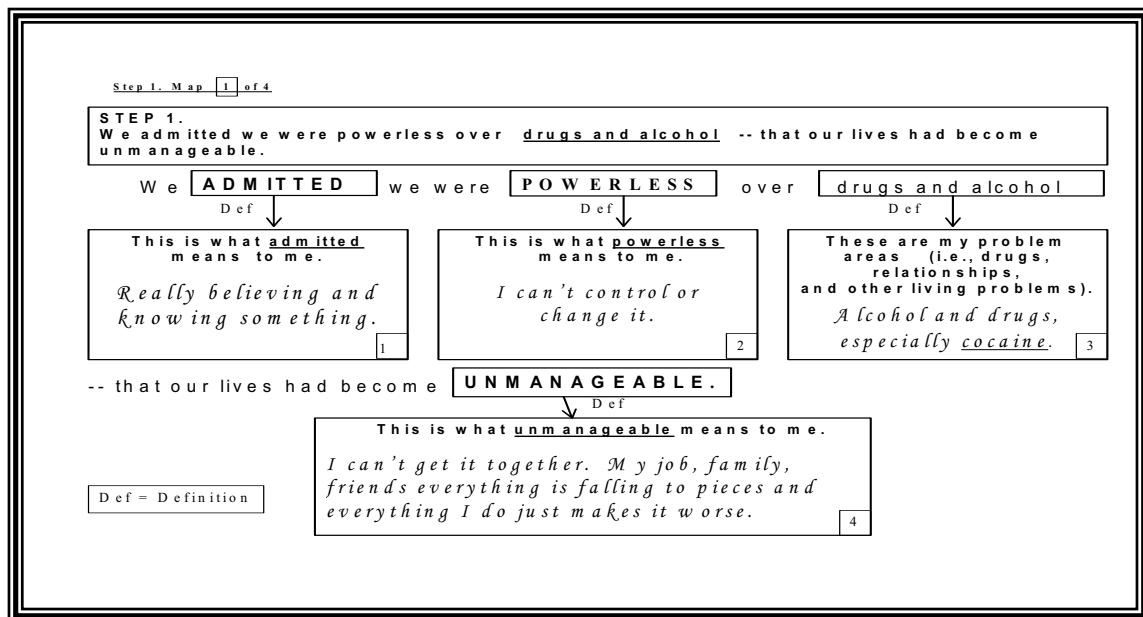 Step 1. Map 1 of 4
STEP 1.
We admitted we were powerless over drugs and alcohol -- that our lives had become
unmanageable.
We ADMITTED we were POWERLESS over drugs and alcohol
Def Def Def
This is what admitted
means to me.
Really believing and
knowing something.
1
This is what powerless
means to me.
I can't control or
change it.
2
These are my problem
areas (i.e., drugs,
relationships,
and other living problems).
Alcohol and drugs,
especially cocaine.
3
-- that our lives had become UNMANAGEABLE.
Def
This is what unmanageable means to me.
I can't get it together. My job, family,
friends everything is falling to pieces and
everything I do just makes it worse.
4
Def = Definition